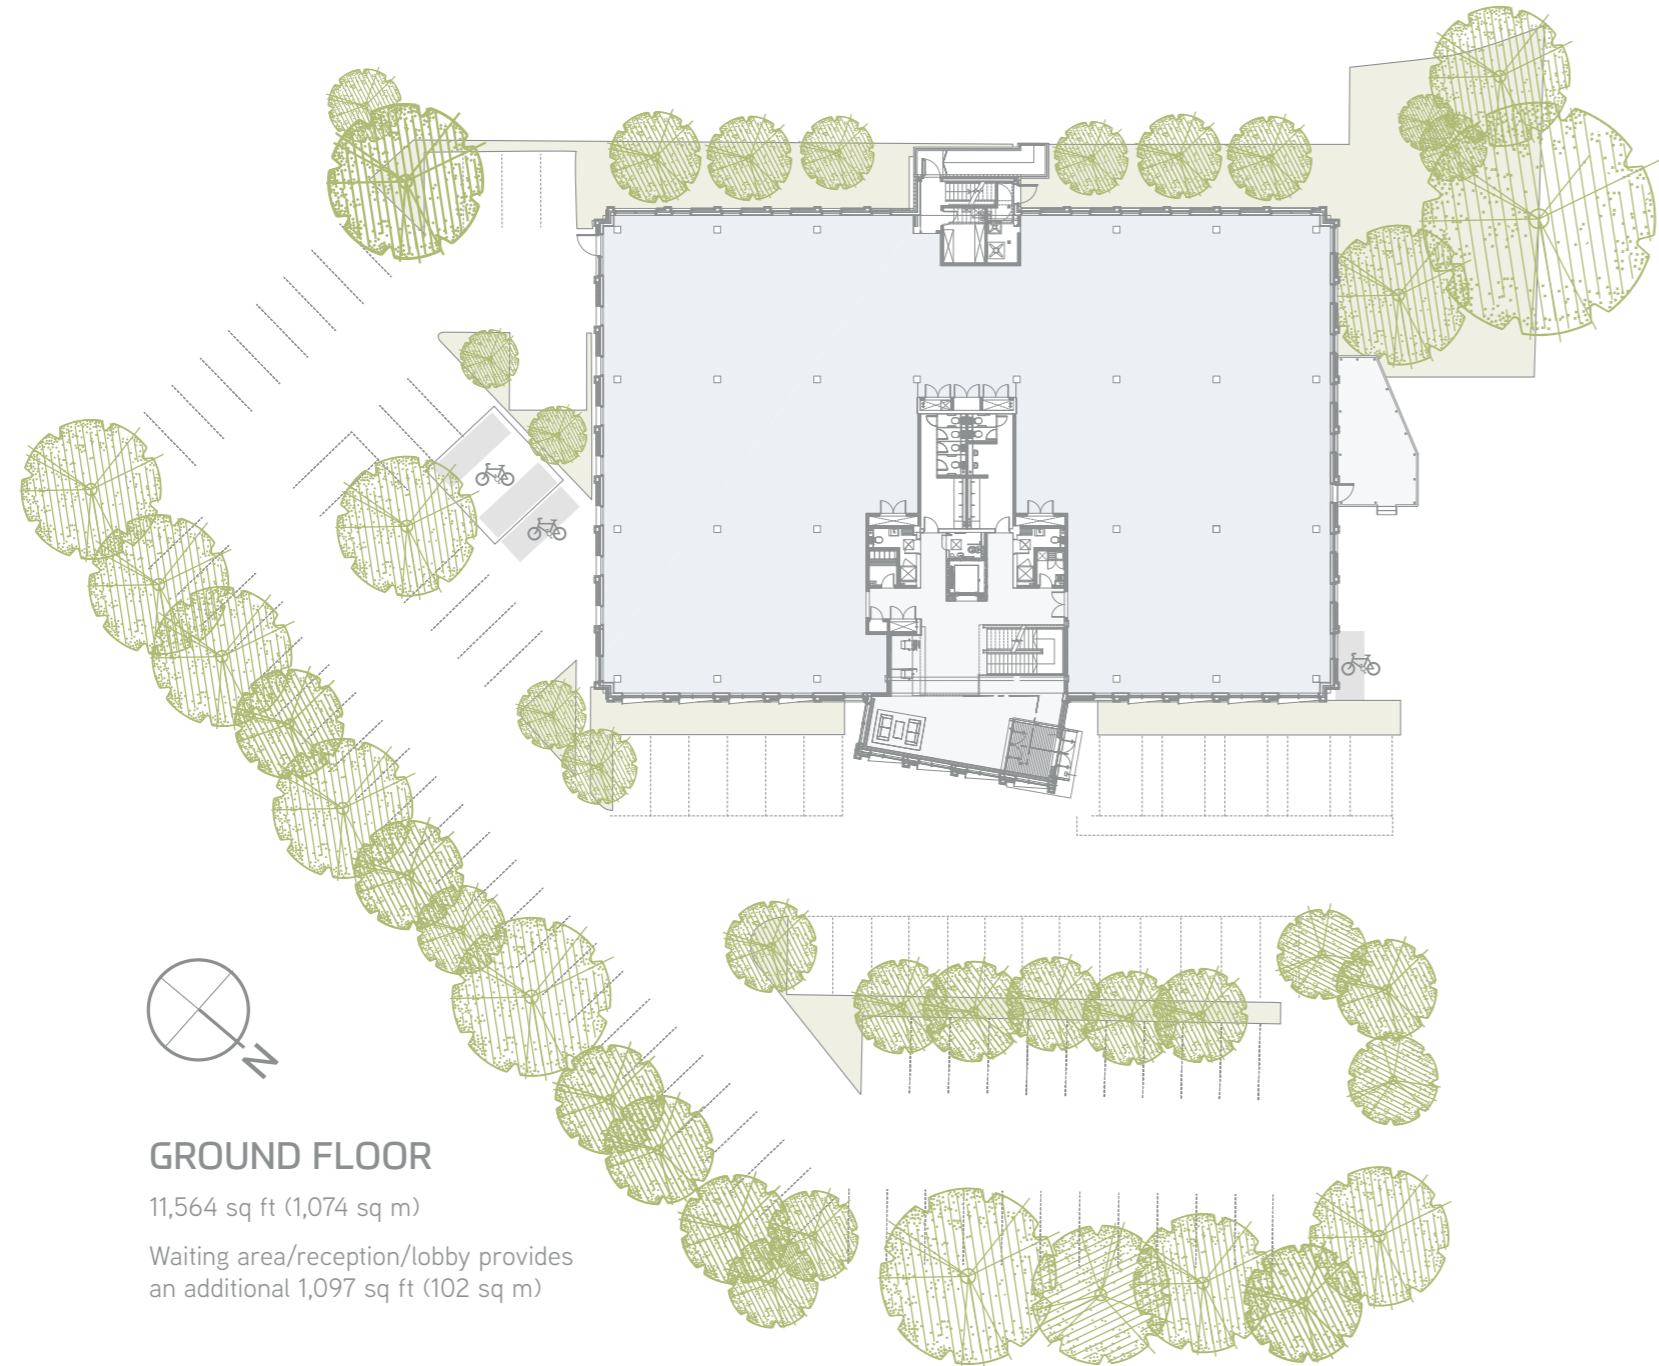 N
GROUND FLOOR
11,564 sq ft (1,074 sq m)
Waiting area/reception/lobby provides
an additional 1,097 sq ft (102 sq m)